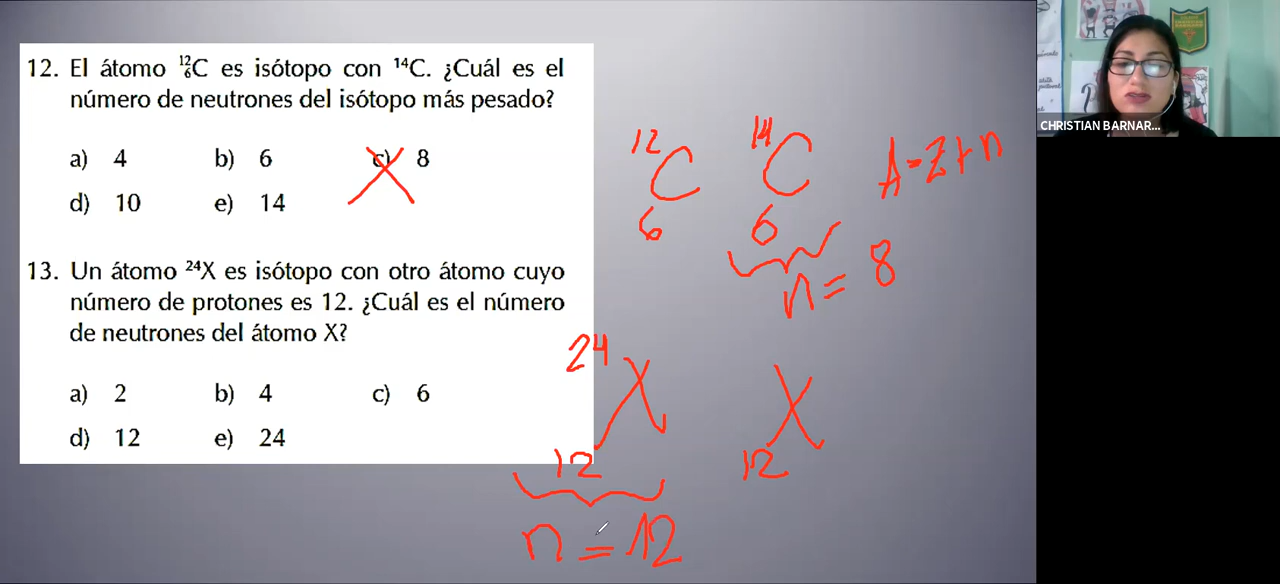 12. El átomo ¹²₆C es isótopo con ¹⁴C. ¿Cuál es el
número de neutrones del isótopo más pesado?
a) 4 b) 6 c) 8
d) 10 e) 14
13. Un átomo ²⁴X es isótopo con otro átomo cuyo
número de protones es 12. ¿Cuál es el número
de neutrones del átomo X?
a) 2 b) 4 c) 6
d) 12 e) 24
12 C 6
14 C 6
A=Z+n
n = 8
24 X 12
X 12
n = 12
CHRISTIAN BARNAR...